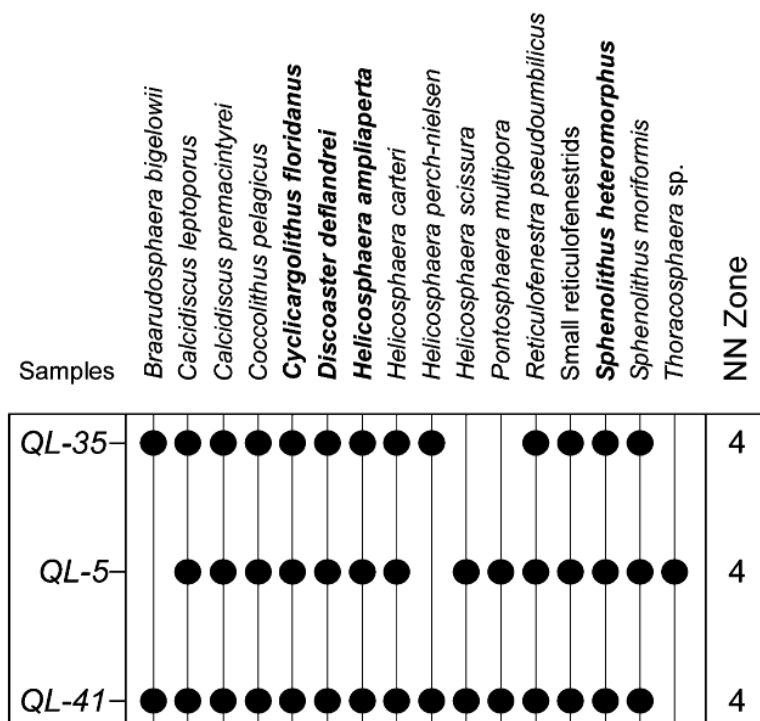 Samples
Braarudosphaera bigelowii
Calcidiscus leptoporus
Calcidiscus premacintyrei
Coccolithus pelagicus
Cyclicargolithus floridanus
Discoaster deflandrei
Helicosphaera ampliaperta
Helicosphaera carteri
Helicosphaera perch-nielsen
Helicosphaera scissura
Pontosphaera multipora
Reticulofenestra pseudoumbilicus
Small reticulofenestrids
Sphenolithus heteromorphus
Sphenolithus moriformis
Thoracosphaera sp.
NN Zone
QL-35 4
QL-5 4
QL-41 4